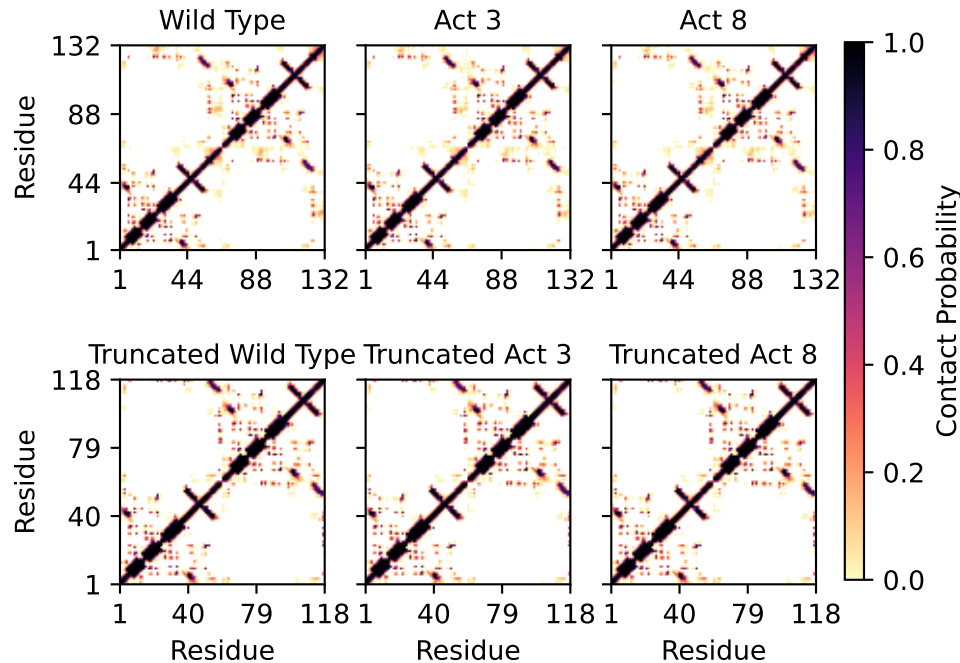 Wild Type Act 3 Act 8
132
88
44
1
Residue
1 44 88 132 1 44 88 132 1 44 88 132
Truncated Wild Type Truncated Act 3 Truncated Act 8
118
79
40
1
Residue
1 40 79 118 1 40 79 118 1 40 79 118
Residue Residue Residue
1.0
0.8
0.6
0.4
0.2
0.0
Contact Probability